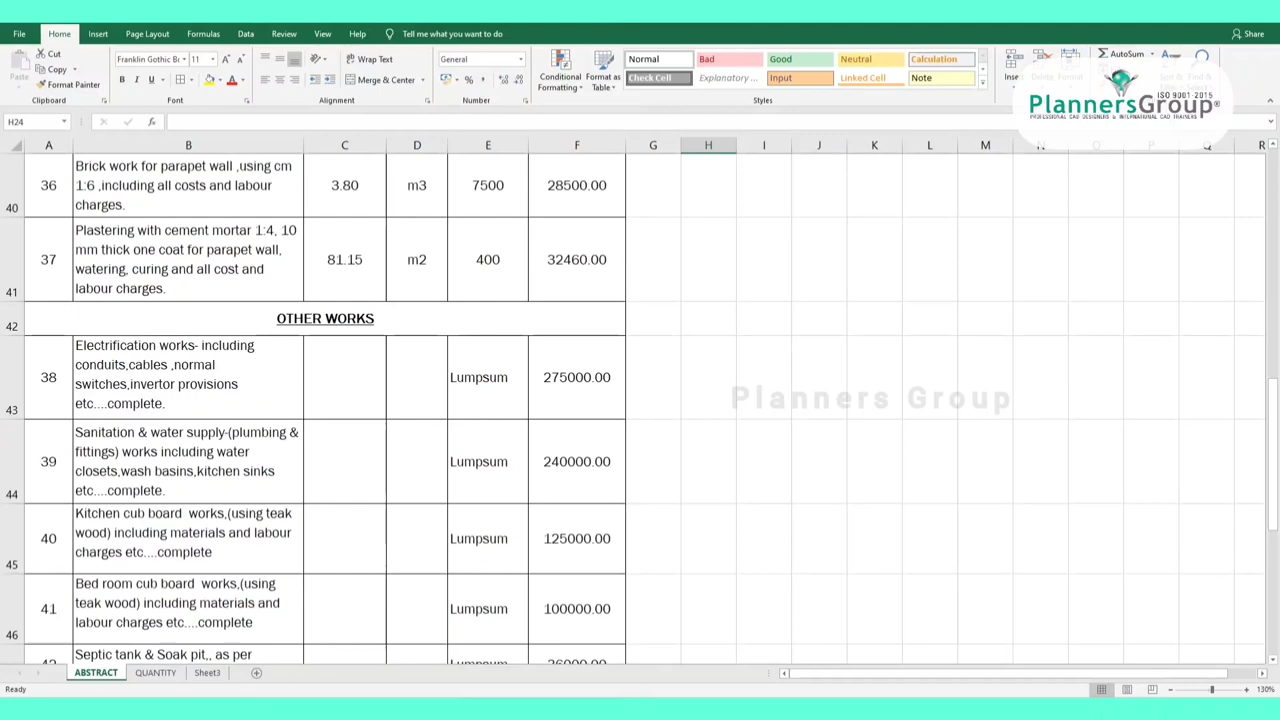 File Home Insert Page Layout Formulas Data Review View Help Tell me what you want to do Share
Cut
Copy
Format Painter
Paste
Clipboard
Franklin Gothic 11
B I U
Font
Wrap Text
Merge & Center
Alignment
General
Number
Conditional
Formatting
Format as
Table
Normal Bad Good Neutral Calculation
Check Cell Explanatory ... Input Linked Cell Note
Styles
AutoSum
PlannersGroup®
ISO 9001-2015
PROFESSIONAL CAD DESIGNERS & INTERNATIONAL CAD TRAINERS
H24 fx
A B C D E F G H I J K L M N O P Q R
36 Brick work for parapet wall ,using cm
1:6 ,including all costs and labour
charges. 3.80 m3 7500 28500.00
40
37 Plastering with cement mortar 1:4, 10
mm thick one coat for parapet wall,
watering, curing and all cost and
labour charges. 81.15 m2 400 32460.00
41
OTHER WORKS
42
38 Electrification works- including
conduits,cables ,normal
switches,invertor provisions
etc....complete. Lumpsum 275000.00
43
Planners Group
39 Sanitation & water supply-(plumbing &
fittings) works including water
closets,wash basins,kitchen sinks
etc....complete. Lumpsum 240000.00
44
40 Kitchen cub board works,(using teak
wood) including materials and labour
charges etc....complete Lumpsum 125000.00
45
41 Bed room cub board works,(using
teak wood) including materials and
labour charges etc....complete Lumpsum 100000.00
46
Septic tank & Soak pit,, as per
ABSTRACT QUANTITY Sheet3
Ready 130%